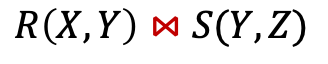 R(X,Y) ⋈ S(Y,Z)